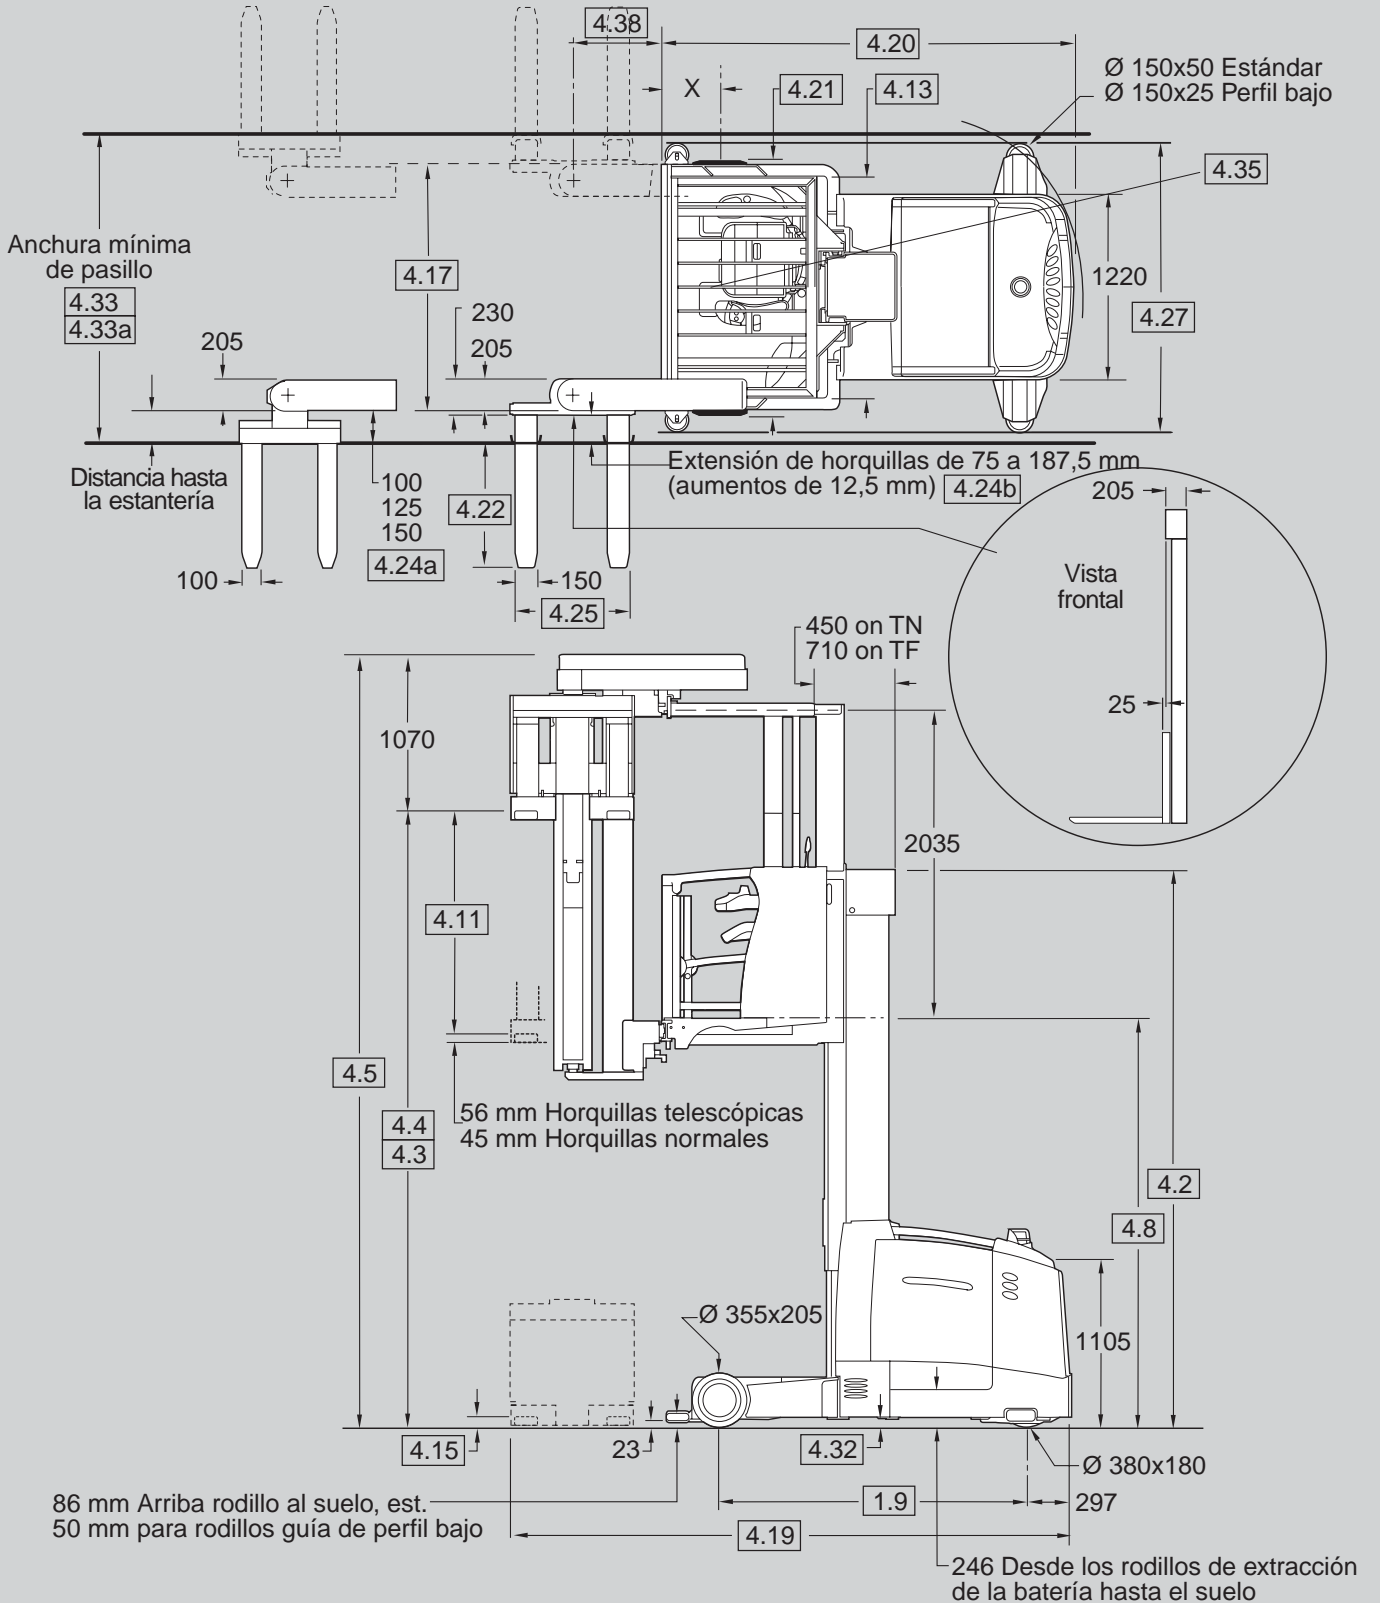 4.38
4.20
Ø 150x50 Estándar
Ø 150x25 Perfil bajo
X
4.21
4.13
4.35
Anchura mínima
de pasillo
4.33
4.33a
4.17
1220
4.27
230
205
205
Distancia hasta
la estantería
100
125
150
4.24a
4.22
Extensión de horquillas de 75 a 187,5 mm
(aumentos de 12,5 mm) 4.24b
205
100
150
4.25
Vista
frontal
25
450 on TN
710 on TF
1070
2035
4.11
4.5
4.4
4.3
56 mm Horquillas telescópicas
45 mm Horquillas normales
4.2
4.8
Ø 355x205
1105
4.15
23
4.32
Ø 380x180
86 mm Arriba rodillo al suelo, est.
50 mm para rodillos guía de perfil bajo
1.9
297
4.19
246 Desde los rodillos de extracción
de la batería hasta el suelo